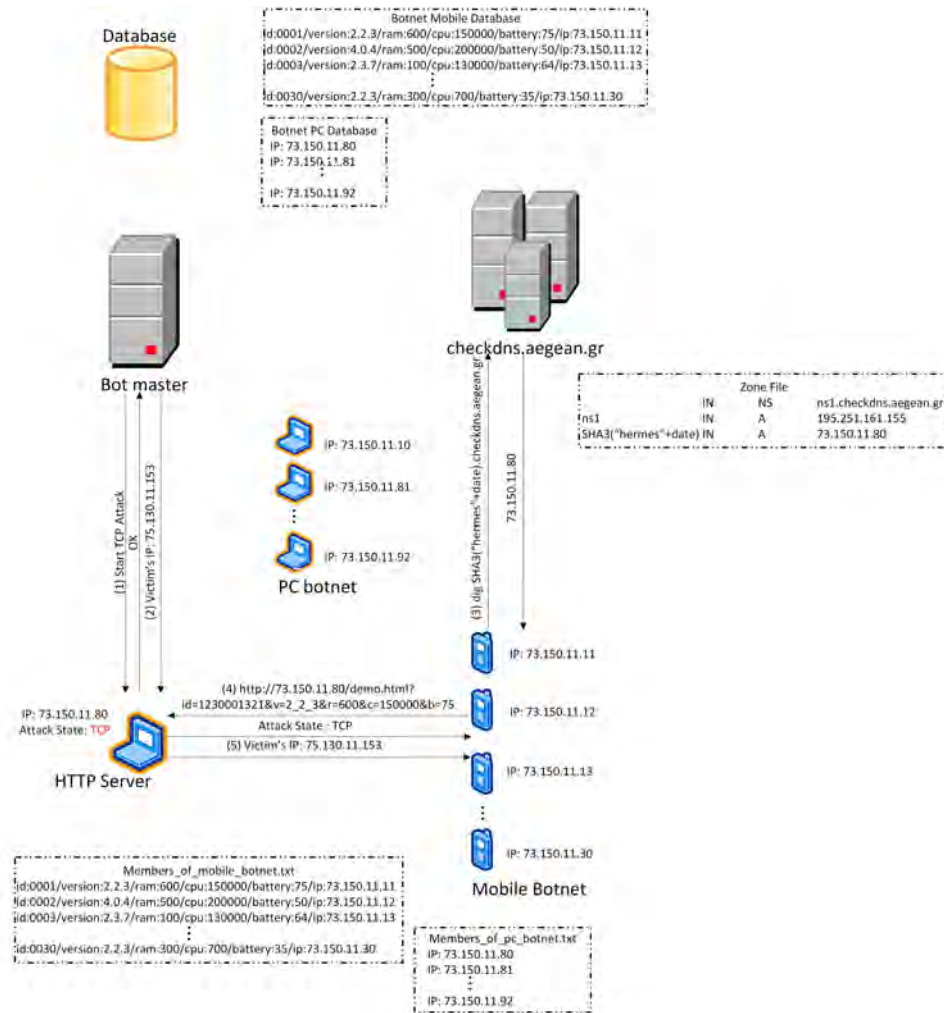 Database
Botnet Mobile Database
id:0001/version:2.2.3/ram:600/cpu:150000/battery:75/ip:73.150.11.11
id:0002/version:4.0.4/ram:500/cpu:200000/battery:50/ip:73.150.11.12
id:0003/version:2.3.7/ram:100/cpu:130000/battery:64/ip:73.150.11.13
id:0030/version:2.2.3/ram:300/cpu:700/battery:35/ip:73.150.11.30
Botnet PC Database
IP: 73.150.11.80
IP: 73.150.11.81
IP: 73.150.11.92
Bot master
checkdns.aegean.gr
Zone File
IN NS ns1.checkdns.aegean.gr
ns1 IN A 195.251.161.155
SHA3("hermes"+date) IN A 73.150.11.80
(1) Start TCP Attack
OK
(2) Victim's IP: 75.130.11.153
IP: 73.150.11.10
IP: 73.150.11.81
IP: 73.150.11.92
PC botnet
(3) dig SHA3("hermes"+date).checkdns.aegean.gr
73.150.11.80
IP: 73.150.11.11
IP: 73.150.11.12
IP: 73.150.11.13
IP: 73.150.11.30
Mobile Botnet
(4) http://73.150.11.80/demo.html?
id=1230001321&v=2_2_3&r=600&c=150000&b=75
Attack State : TCP
(5) Victim's IP: 75.130.11.153
IP: 73.150.11.80
Attack State: TCP
HTTP Server
Members_of_mobile_botnet.txt
id:0001/version:2.2.3/ram:600/cpu:150000/battery:75/ip:73.150.11.11
id:0002/version:4.0.4/ram:500/cpu:200000/battery:50/ip:73.150.11.12
id:0003/version:2.3.7/ram:100/cpu:130000/battery:64/ip:73.150.11.13
id:0030/version:2.2.3/ram:300/cpu:700/battery:35/ip:73.150.11.30
Members_of_pc_botnet.txt
IP: 73.150.11.80
IP: 73.150.11.81
IP: 73.150.11.92